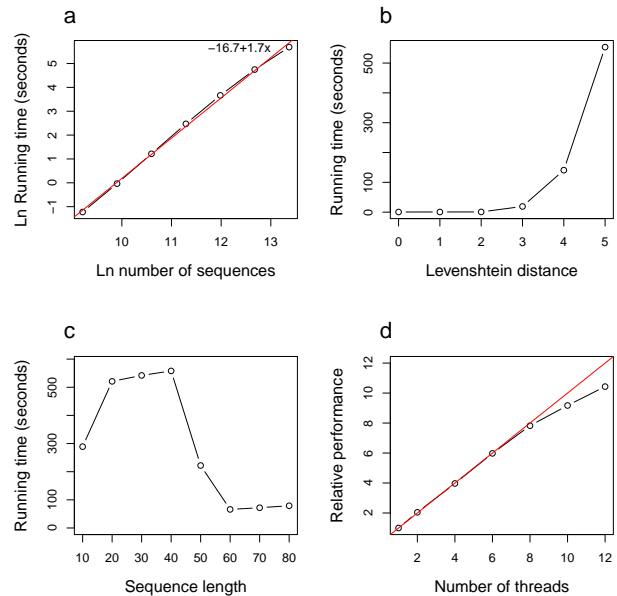 a
−16.7+1.7x
Ln Running time (seconds)
5
4
3
2
1
0
−1
10 11 12 13
Ln number of sequences
b
Running time (seconds)
500
300
100
0
0 1 2 3 4 5
Levenshtein distance
c
Running time (seconds)
500
300
100
0
10 20 30 40 50 60 70 80
Sequence length
d
Relative performance
12
10
8
6
4
2
2 4 6 8 10 12
Number of threads